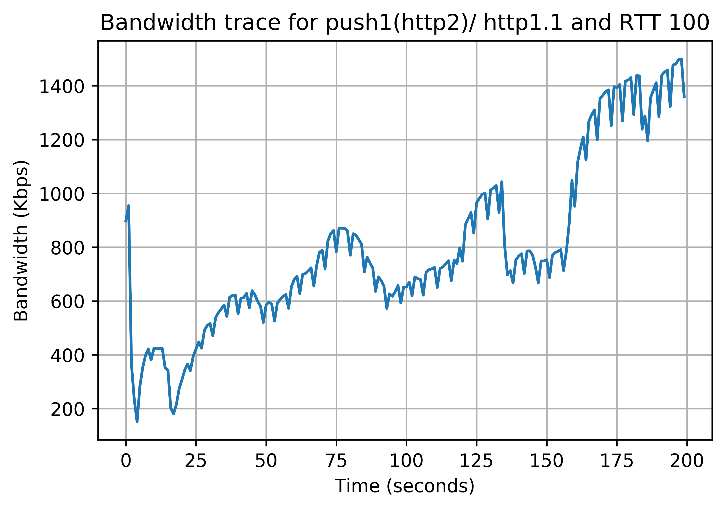 Bandwidth trace for push1(http2)/ http1.1 and RTT 100
Bandwidth (Kbps)
1400
1200
1000
800
600
400
200
0 25 50 75 100 125 150 175 200
Time (seconds)